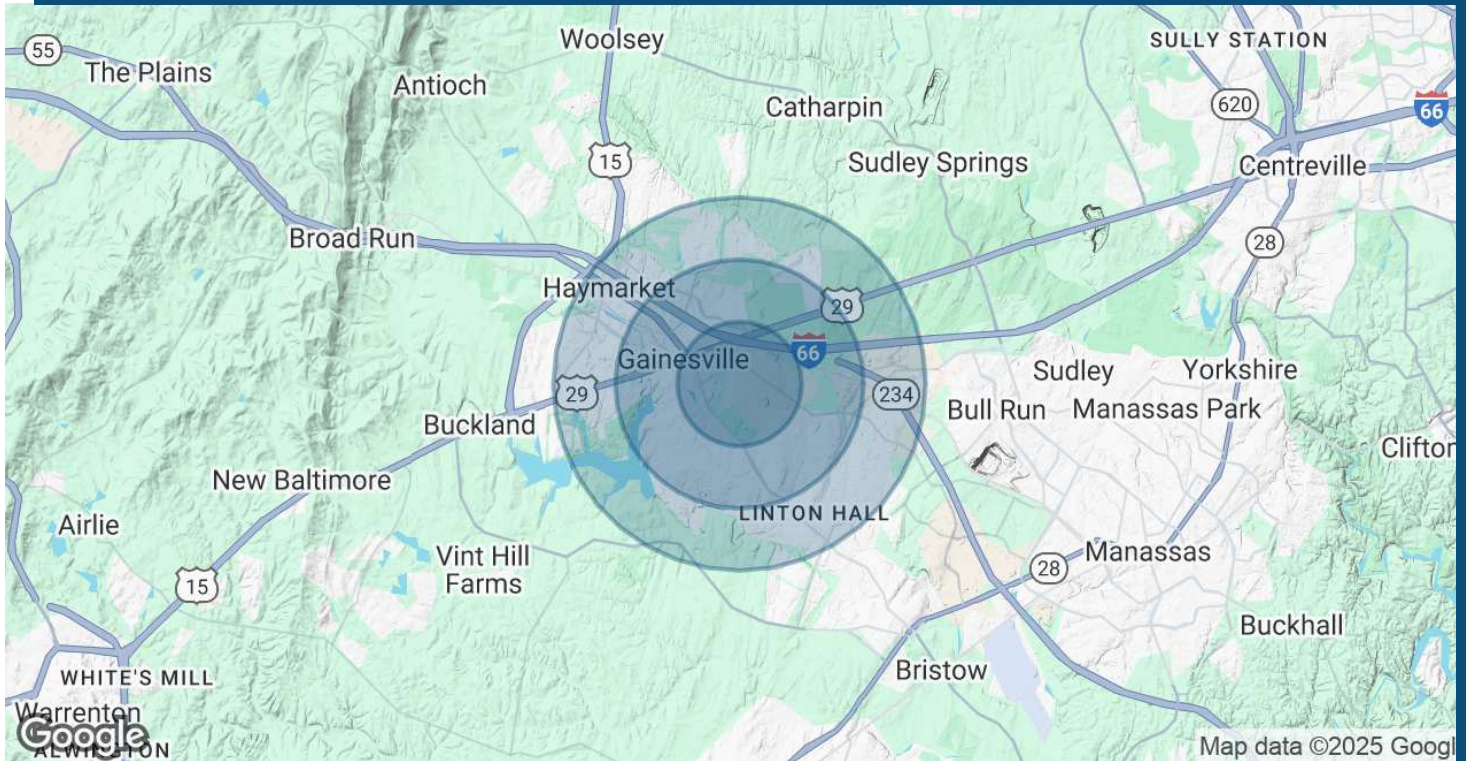 Woolsey
SULLY STATION
55
The Plains
Antioch
Catharpin
620
66
15
Sudley Springs
Centreville
Broad Run
28
Haymarket
29
Gainesville
66
Sudley
Yorkshire
29
234
Bull Run
Manassas Park
Buckland
Clifton
New Baltimore
LINTON HALL
Airlie
Vint Hill
Farms
Manassas
28
15
Buckhall
Bristow
WHITE'S MILL
Warrenton
Google
ALWINGTON
Map data ©2025 Googl